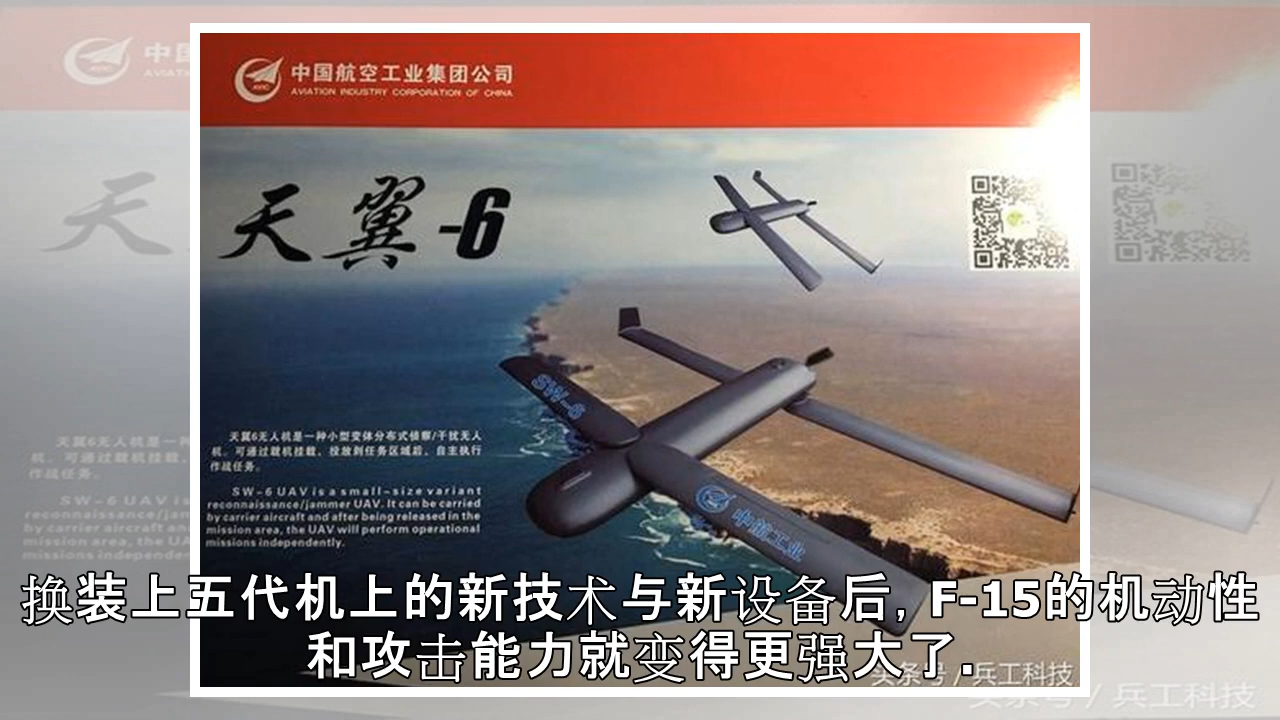 中国航空工业集团公司
AVIATION INDUSTRY CORPORATION OF CHINA
天翼-6
SW-6
中航工业
天翼6无人机是一种小型变体分布式侦察/干扰无人
机。可通过载机挂载、投放到任务区域后，自主执行
作战任务。
SW-6 UAV is a small-size variant
reconnaissance/jammer UAV. It can be carried
by carrier aircraft and after being released in the
mission area, the UAV will perform operational
missions independently.
换装上五代机上的新技术与新设备后, F-15的机动性
和攻击能力就变得更强大了.
头条号 / 兵工科技